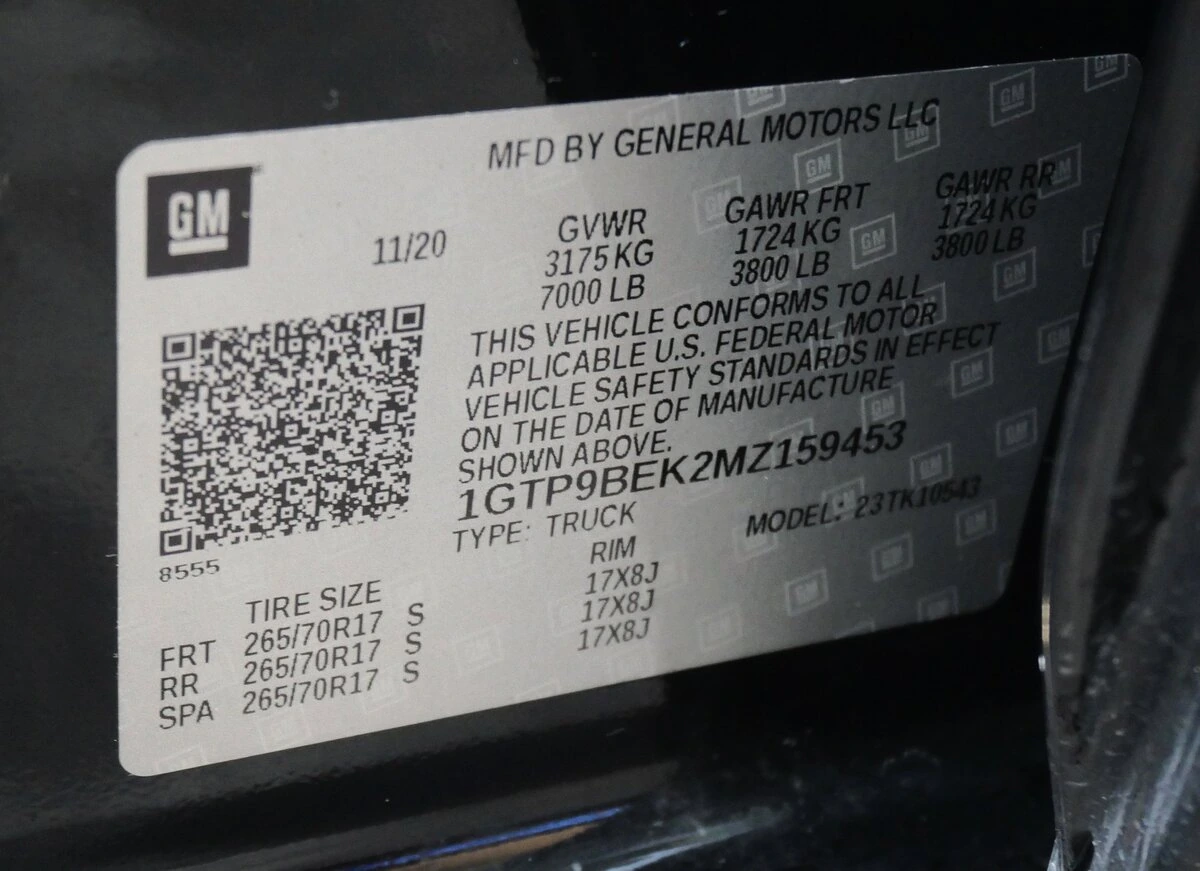 MFD BY GENERAL MOTORS LLC
GM
11/20
GVWR GAWR FRT GAWR RR
3175 KG 1724 KG 1724 KG
7000 LB 3800 LB 3800 LB
THIS VEHICLE CONFORMS TO ALL
APPLICABLE U.S. FEDERAL MOTOR
VEHICLE SAFETY STANDARDS IN EFFECT
ON THE DATE OF MANUFACTURE
SHOWN ABOVE.
1GTP9BEK2MZ159453
TYPE: TRUCK MODEL: 23TK10543
8555
TIRE SIZE RIM
FRT 265/70R17 S 17X8J
RR 265/70R17 S 17X8J
SPA 265/70R17 S 17X8J